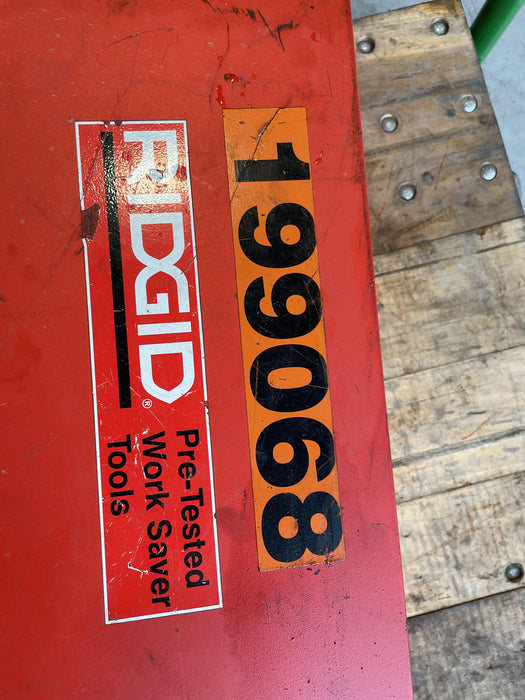 199068
RIDGID®
Pre-Tested
Work Saver
Tools